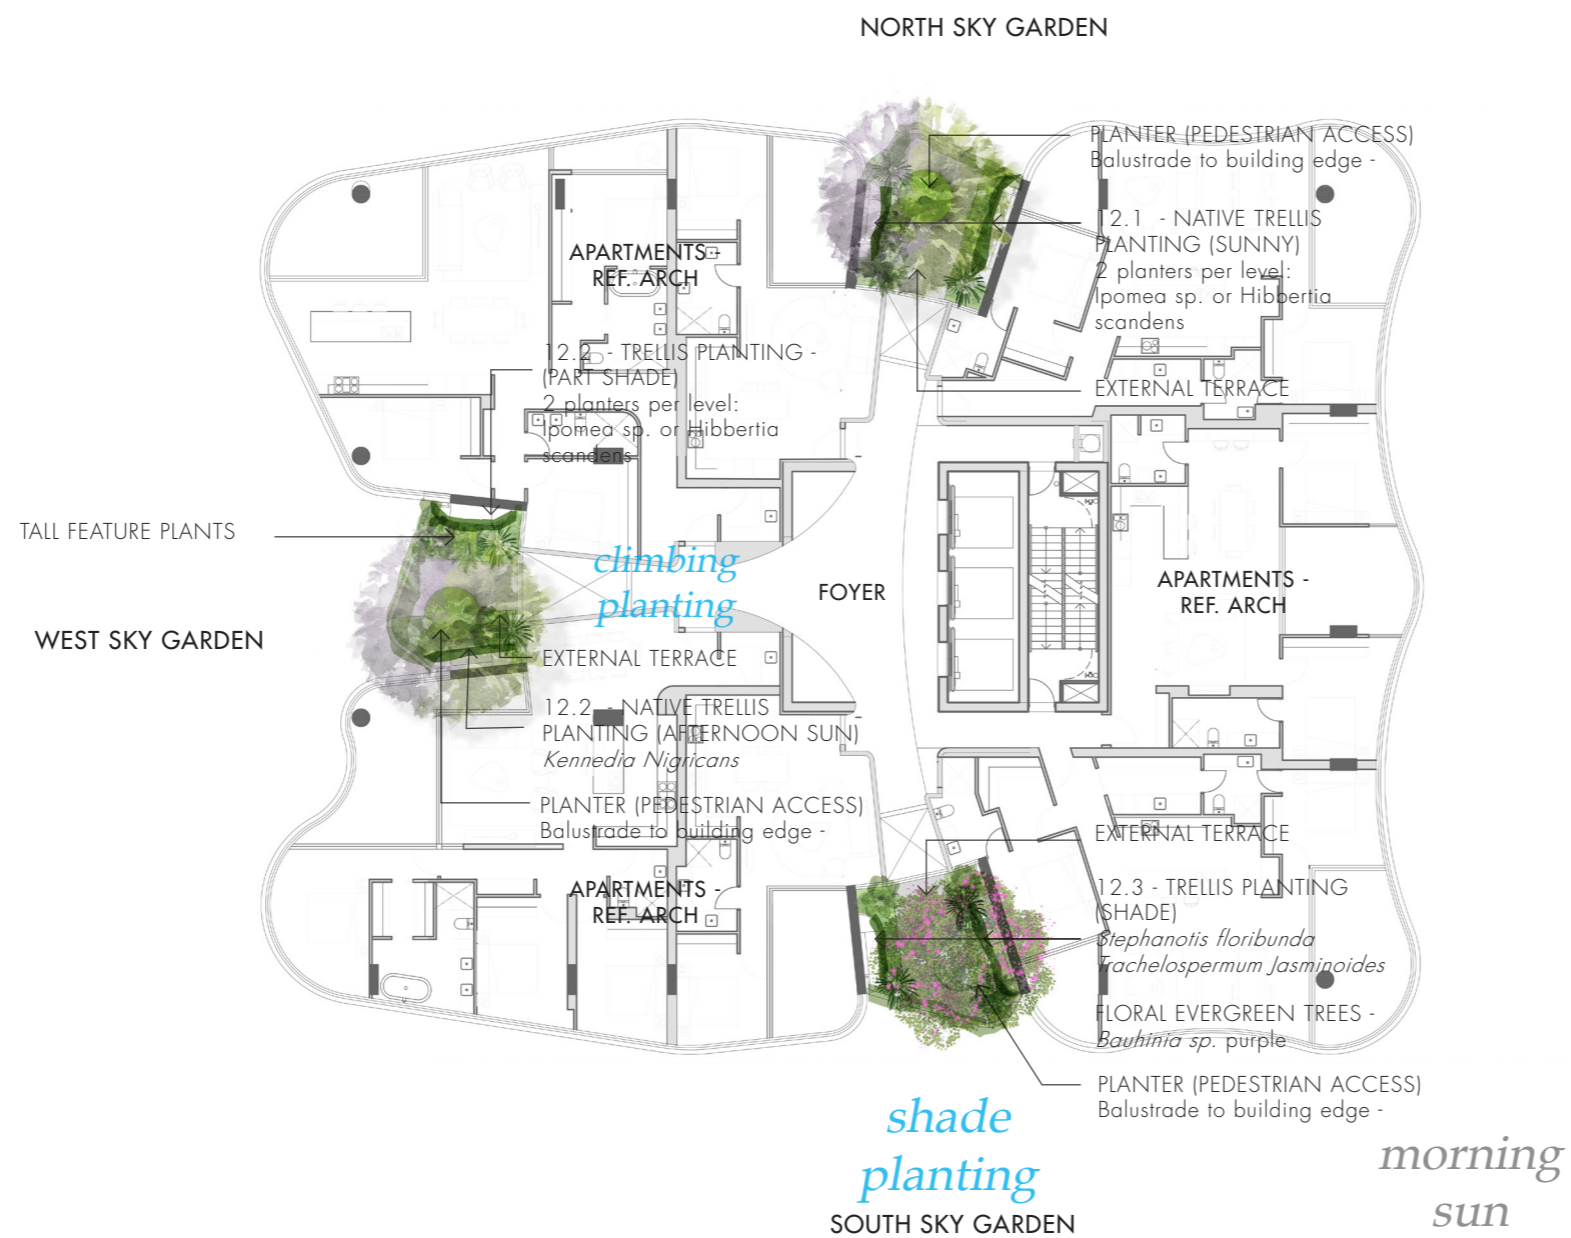 NORTH SKY GARDEN
PLANTER (PEDESTRIAN ACCESS)
Balustrade to building edge -
12.1 - NATIVE TRELLIS
PLANTING (SUNNY)
2 planters per level:
Ipomea sp. or Hibbertia
scandens
EXTERNAL TERRACE
APARTMENTS -
REF. ARCH
12.2 - TRELLIS PLANTING -
(PART SHADE)
2 planters per level:
Ipomea sp. or Hibbertia
scandens
TALL FEATURE PLANTS
climbing
planting
FOYER
APARTMENTS -
REF. ARCH
WEST SKY GARDEN
EXTERNAL TERRACE
12.2 - NATIVE TRELLIS
PLANTING (AFTERNOON SUN)
Kennedia Nigricans
PLANTER (PEDESTRIAN ACCESS)
Balustrade to building edge -
APARTMENTS -
REF. ARCH
EXTERNAL TERRACE
12.3 - TRELLIS PLANTING
(SHADE)
Stephanotis floribunda
Trachelospermum Jasminoides
FLORAL EVERGREEN TREES -
Bauhinia sp. purple
PLANTER (PEDESTRIAN ACCESS)
Balustrade to building edge -
shade
planting
SOUTH SKY GARDEN
morning
sun